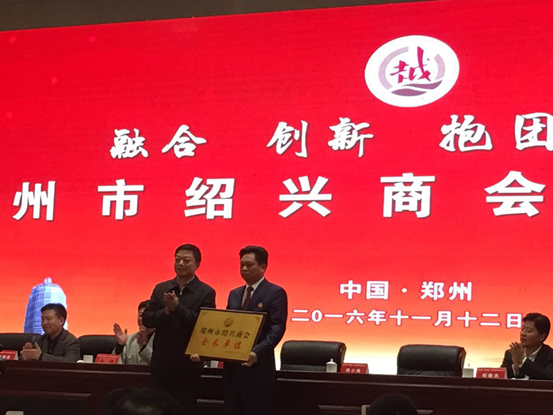 越
融合 创新 抱团
州市绍兴商会
中国·郑州
二〇一六年十一月十二日
郑州市绍兴商会
会长单位